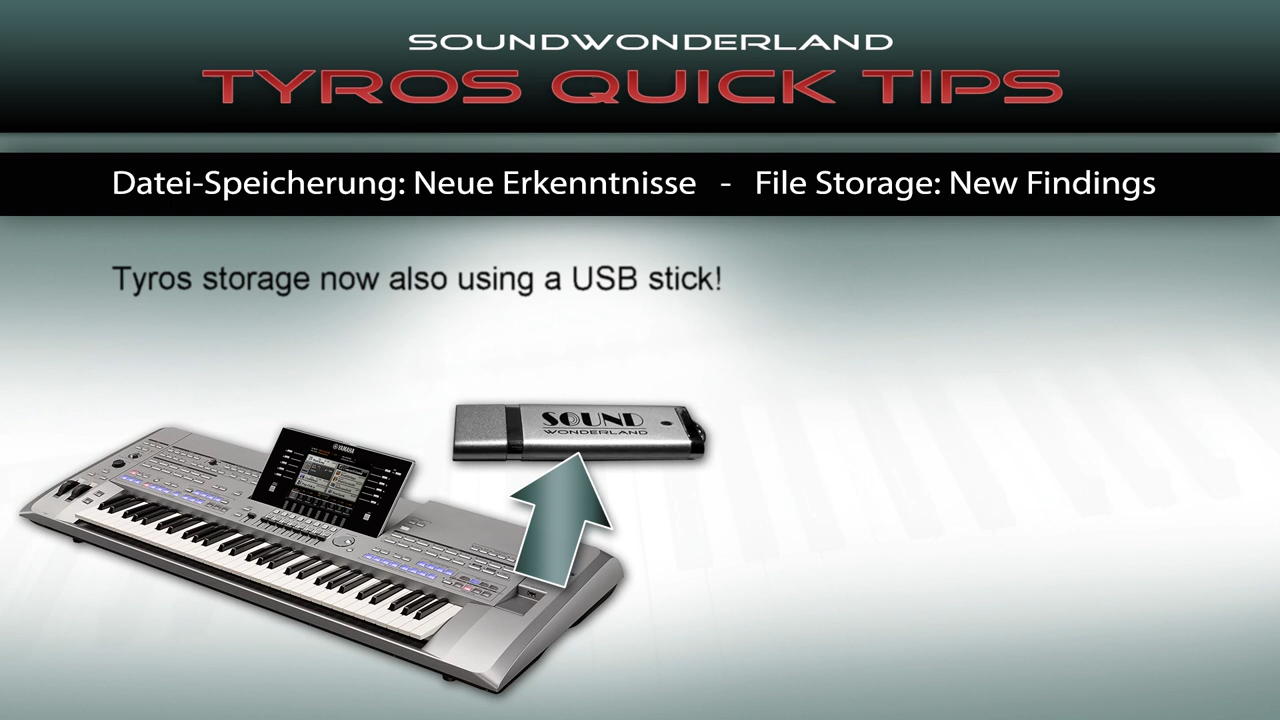 SOUNDWONDERLAND
TYROS QUICK TIPS
Datei-Speicherung: Neue Erkenntnisse - File Storage: New Findings
Tyros storage now also using a USB stick!
SOUND
WONDERLAND
YAMAHA